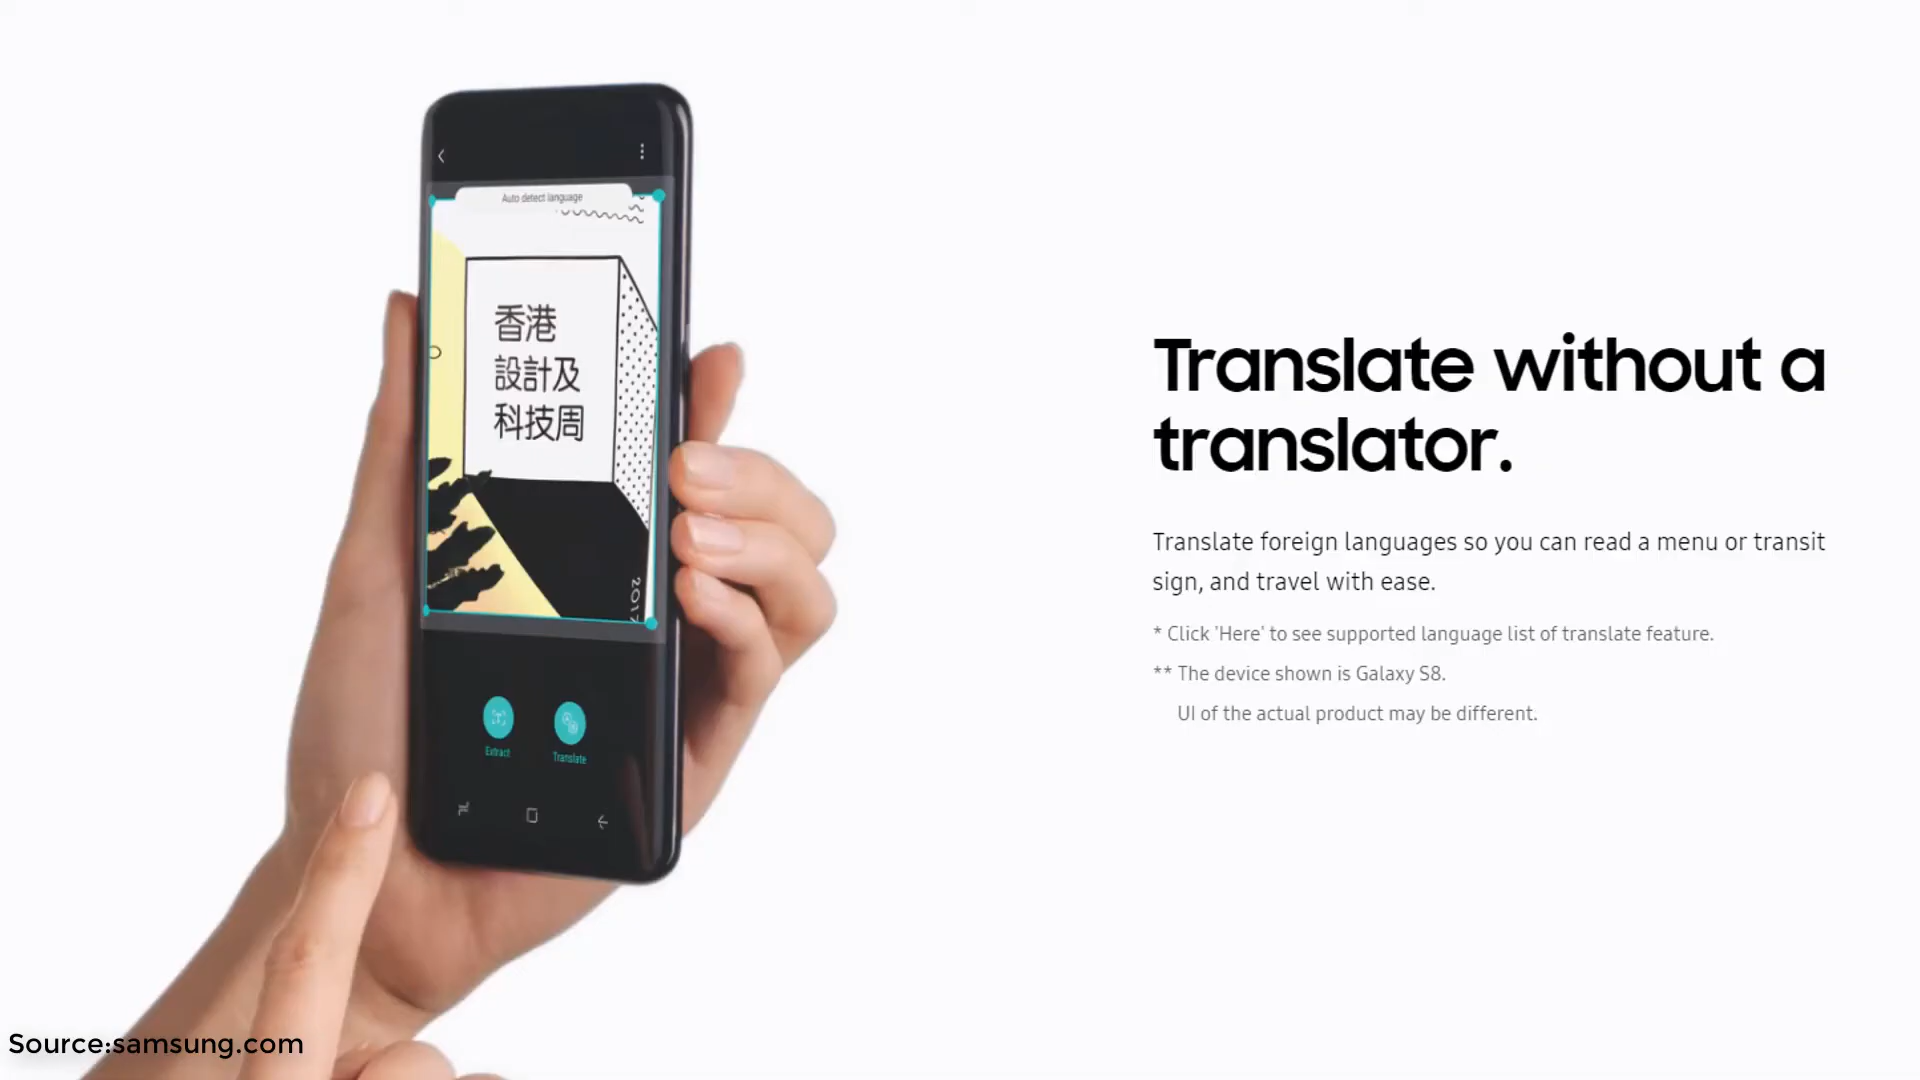 Auto detect language
香港
設計及
科技周
2017
Extract
Translate
Translate without a
translator.
Translate foreign languages so you can read a menu or transit
sign, and travel with ease.
* Click 'Here' to see supported language list of translate feature.
** The device shown is Galaxy S8.
UI of the actual product may be different.
Source:samsung.com